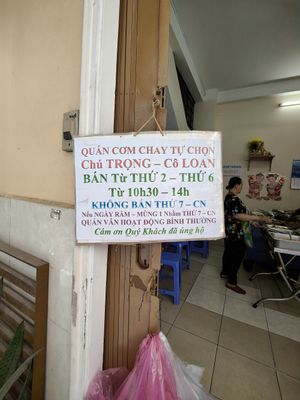 QUÁN CƠM CHAY TỰ CHỌN
Chú TRỌNG – Cô LOAN
BÁN Từ THỨ 2 – THỨ 6
Từ 10h30 – 14h
KHÔNG BÁN THỨ 7 – CN
Nếu NGÀY RẰM – MÙNG 1 Nhằm THỨ 7 – CN
QUÁN VẪN HOẠT ĐỘNG BÌNH THƯỜNG
Cảm ơn Quý Khách đã ủng hộ